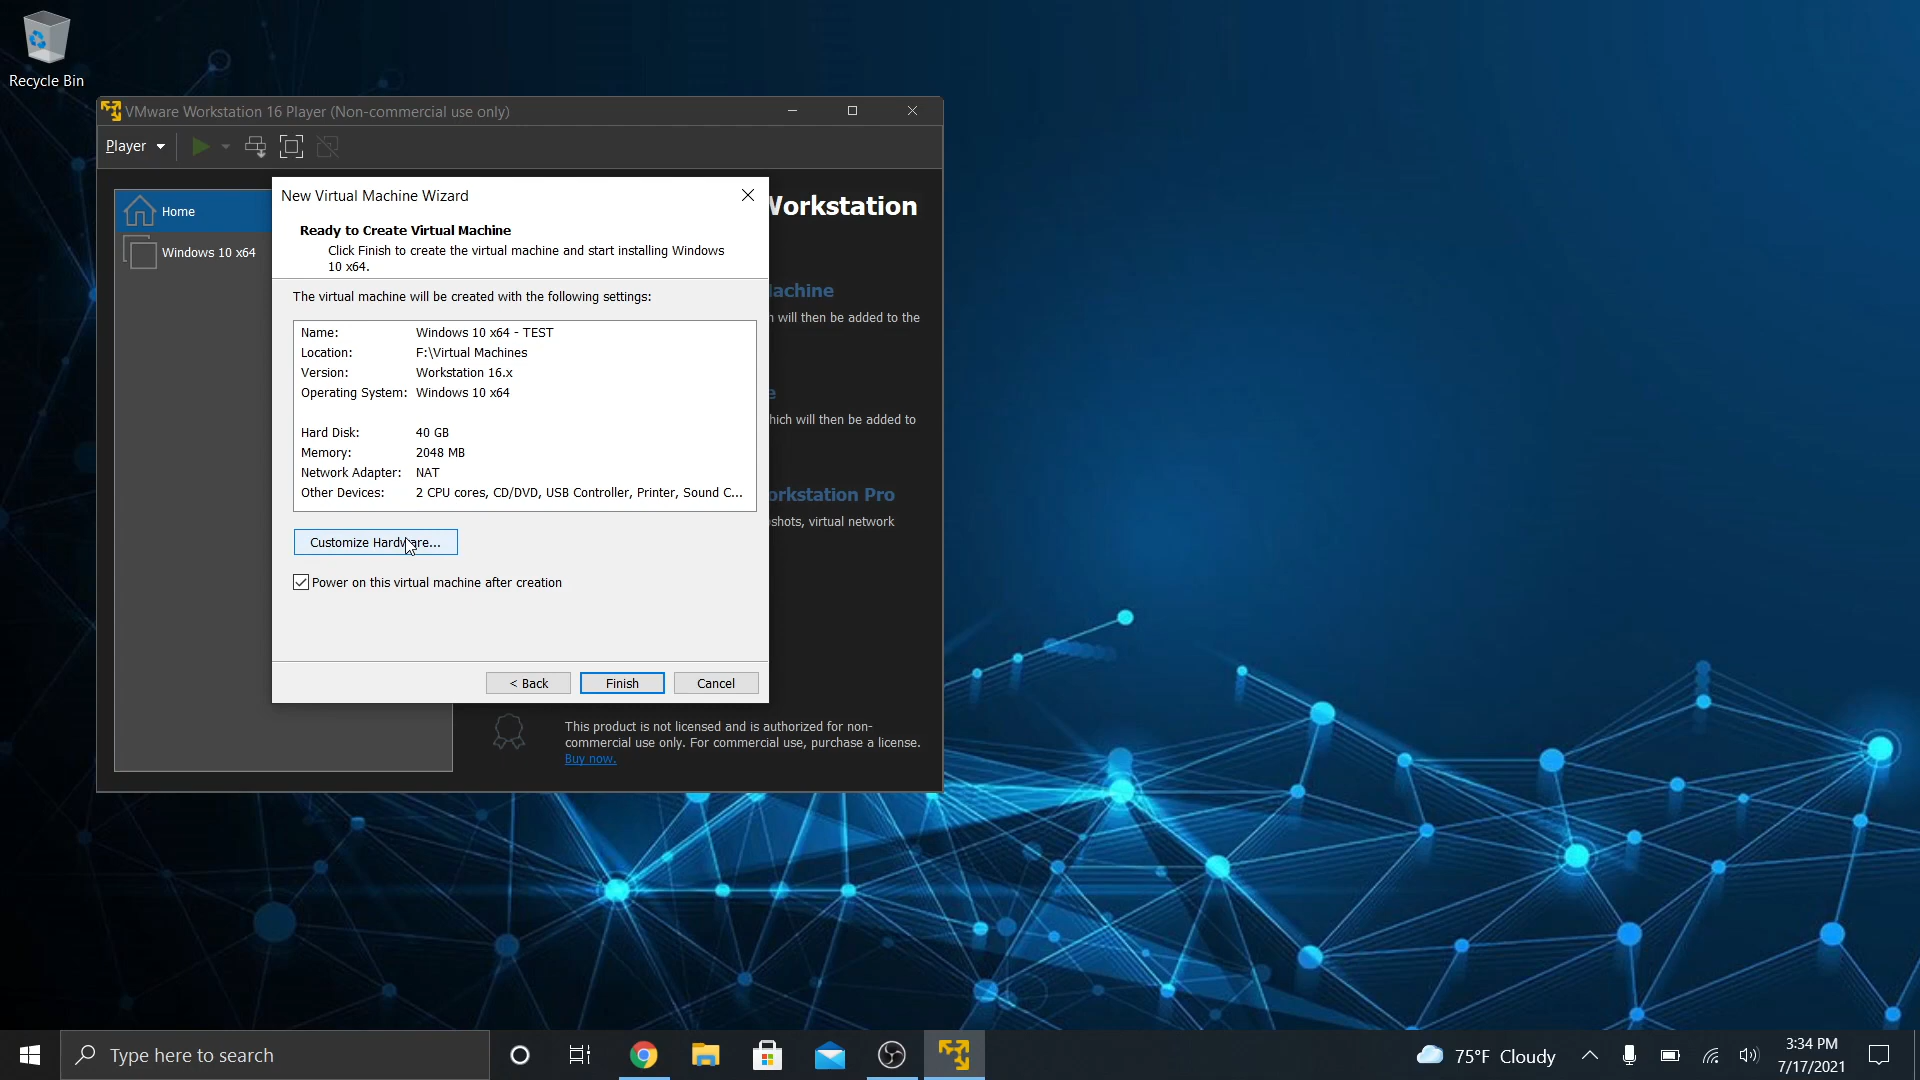 Recycle Bin
VMware Workstation 16 Player (Non-commercial use only)
Player
Home
Windows 10 x64
New Virtual Machine Wizard
Ready to Create Virtual Machine
Click Finish to create the virtual machine and start installing Windows
10 x64.
The virtual machine will be created with the following settings:
Name: Windows 10 x64 - TEST
Location: F:\Virtual Machines
Version: Workstation 16.x
Operating System: Windows 10 x64
Hard Disk: 40 GB
Memory: 2048 MB
Network Adapter: NAT
Other Devices: 2 CPU cores, CD/DVD, USB Controller, Printer, Sound C...
Customize Hardware...
Power on this virtual machine after creation
< Back
Finish
Cancel
Workstation
achine
will then be added to the
e
hich will then be added to
orkstation Pro
shots, virtual network
This product is not licensed and is authorized for non-
commercial use only. For commercial use, purchase a license.
Buy now.
Type here to search
75°F Cloudy
3:34 PM
7/17/2021